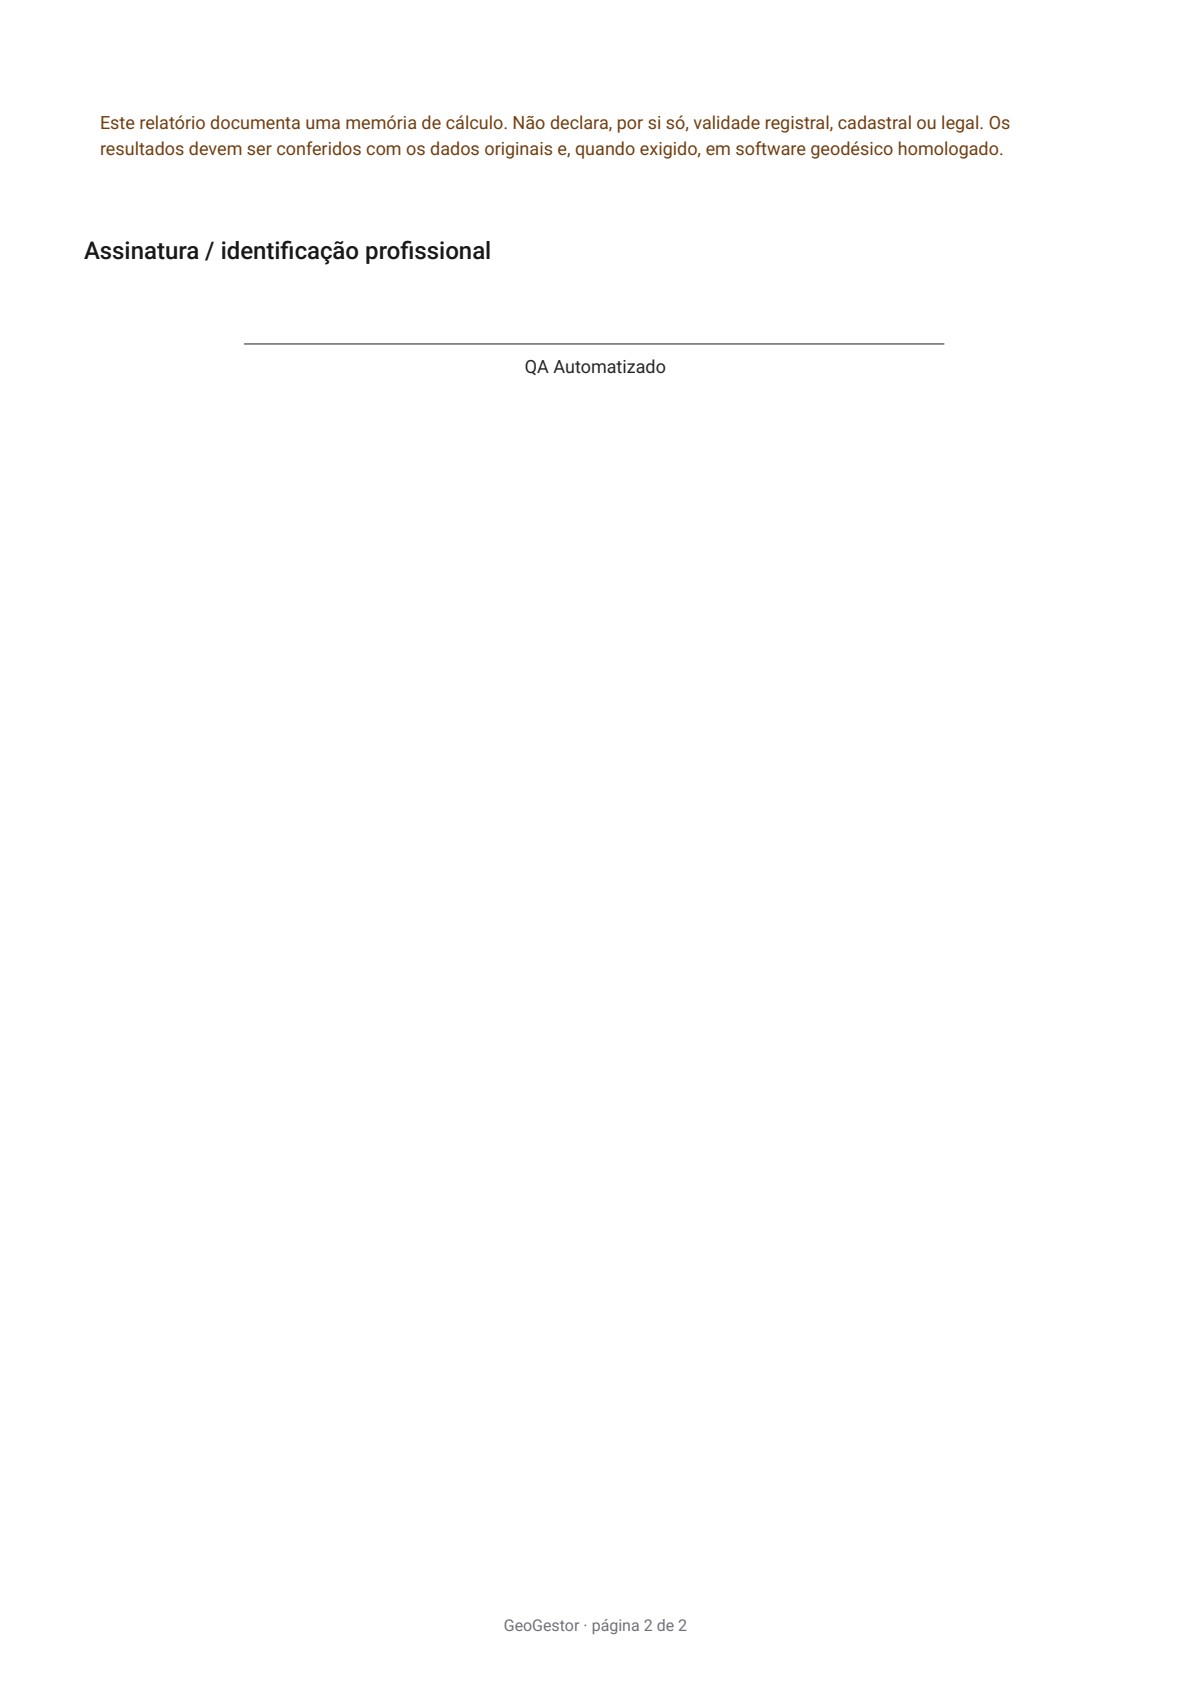 Este relatório documenta uma memória de cálculo. Não declara, por si só, validade registral, cadastral ou legal. Os
resultados devem ser conferidos com os dados originais e, quando exigido, em software geodésico homologado.
Assinatura / identificação profissional
QA Automatizado
GeoGestor · página 2 de 2